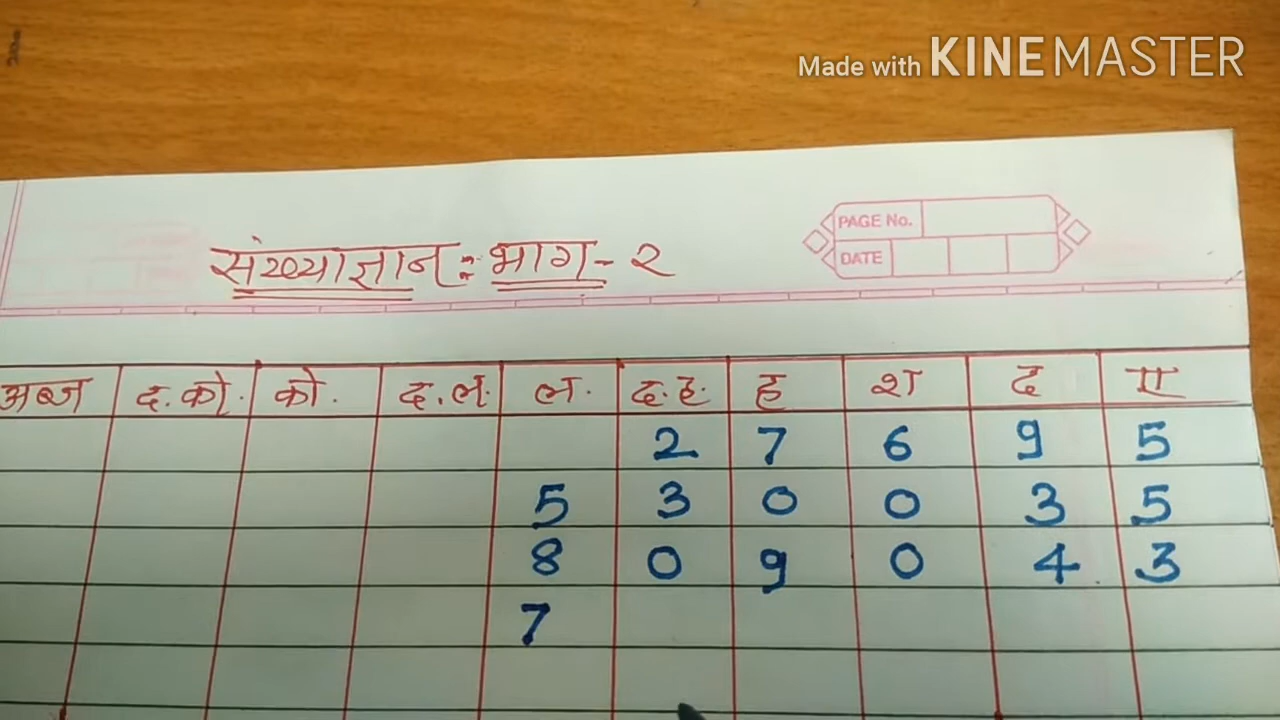 Made with KINEMASTER
PAGE No.
DATE
संख्याज्ञान : भाग - २
अब्ज द.को. को. द.ल. ल. द.ह. ह श द ए
2 7 6 9 5
5 3 0 0 3 5
8 0 9 0 4 3
7